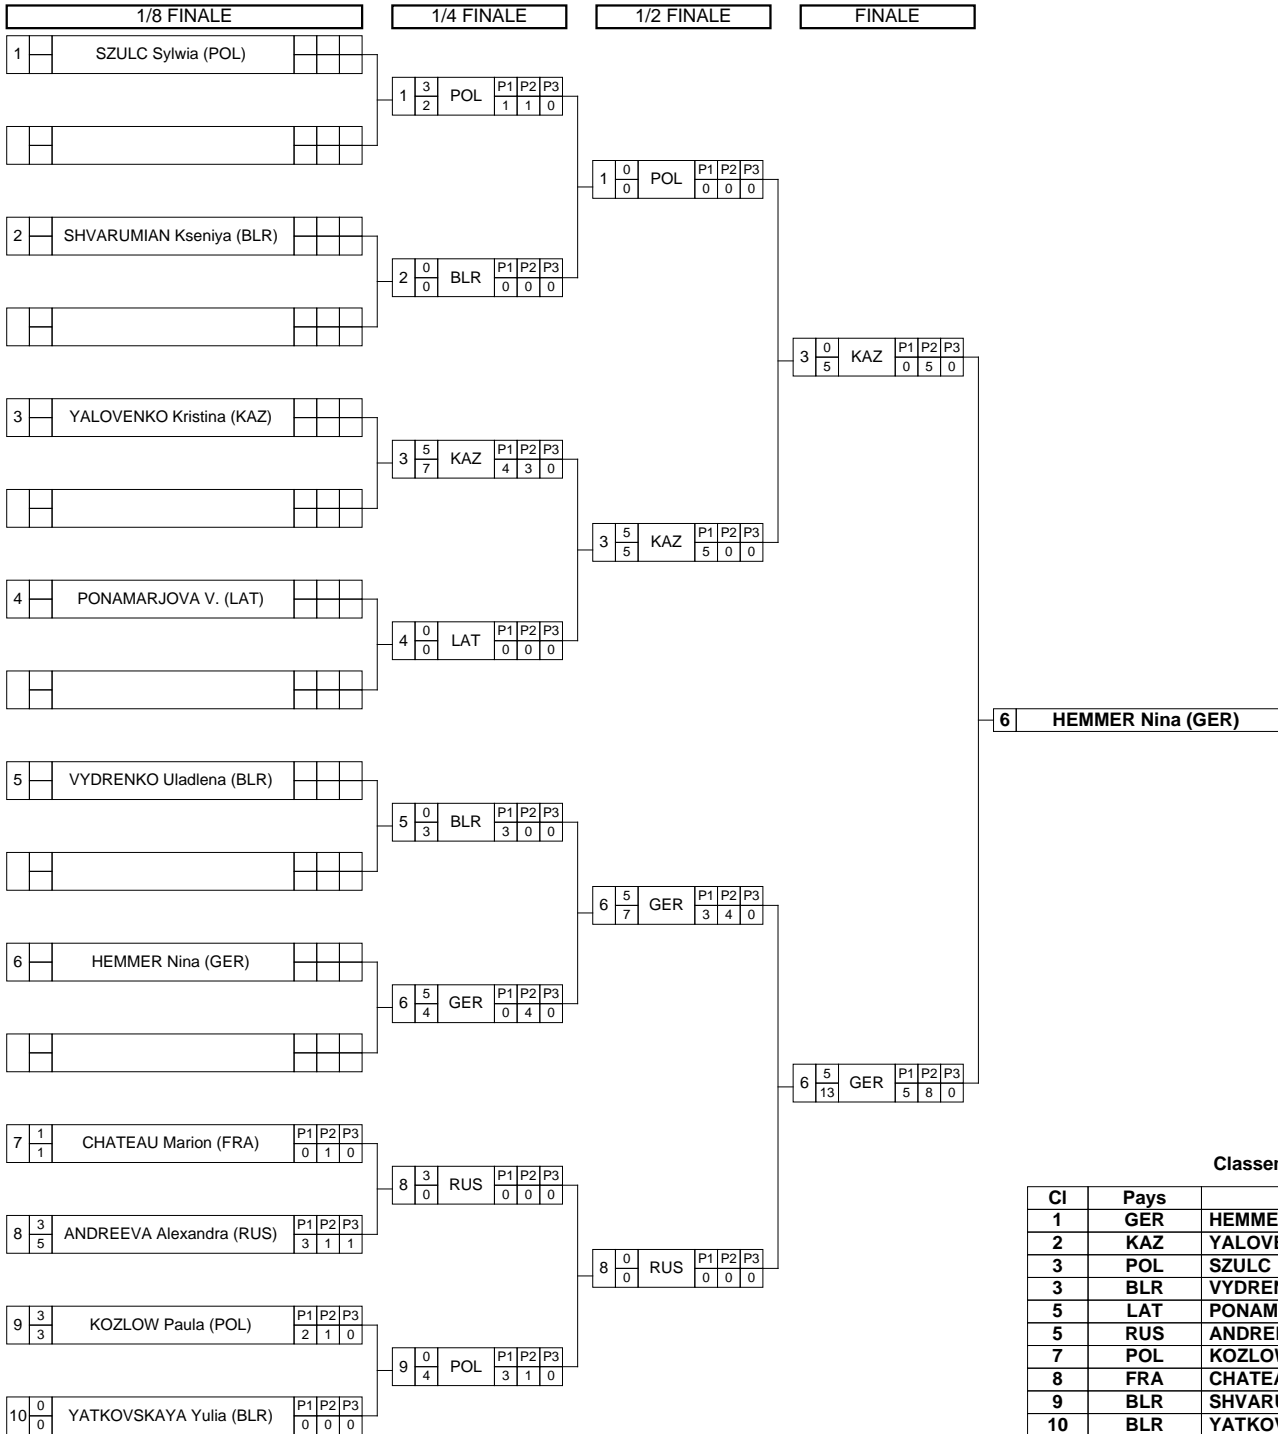 1/8 FINALE 1/4 FINALE 1/2 FINALE FINALE
1 SZULC Sylwia (POL)
1 3 2 POL P1 P2 P3 1 1 0
1 0 0 POL P1 P2 P3 0 0 0
2 SHVARUMIAN Kseniya (BLR)
2 0 0 BLR P1 P2 P3 0 0 0
3 0 5 KAZ P1 P2 P3 0 5 0
3 YALOVENKO Kristina (KAZ)
3 5 7 KAZ P1 P2 P3 4 3 0
3 5 5 KAZ P1 P2 P3 5 0 0
4 PONAMARJOVA V. (LAT)
4 0 0 LAT P1 P2 P3 0 0 0
6 HEMMER Nina (GER)
5 VYDRENKO Uladlena (BLR)
5 0 3 BLR P1 P2 P3 3 0 0
6 5 7 GER P1 P2 P3 3 4 0
6 HEMMER Nina (GER)
6 5 4 GER P1 P2 P3 0 4 0
6 5 13 GER P1 P2 P3 5 8 0
7 1 1 CHATEAU Marion (FRA) P1 P2 P3 0 1 0
8 3 0 RUS P1 P2 P3 0 0 0
8 3 5 ANDREEVA Alexandra (RUS) P1 P2 P3 3 1 1
8 0 0 RUS P1 P2 P3 0 0 0
9 3 3 KOZLOW Paula (POL) P1 P2 P3 2 1 0
9 0 4 POL P1 P2 P3 3 1 0
10 0 0 YATKOVSKAYA Yulia (BLR) P1 P2 P3 0 0 0
Classe
Cl Pays
1 GER HEMME
2 KAZ YALOVE
3 POL SZULC
3 BLR VYDREN
5 LAT PONAM
5 RUS ANDREE
7 POL KOZLOW
8 FRA CHATEA
9 BLR SHVARU
10 BLR YATKOV